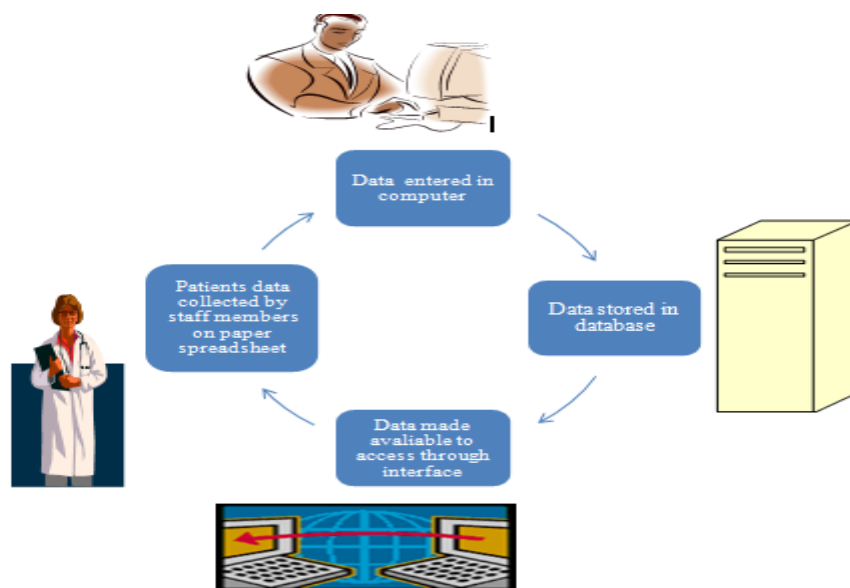 Data entered in
computer
Patients data
collected by
staff members
on paper
spreadsheet
Data stored in
database
Data made
avaliable to
access through
interface